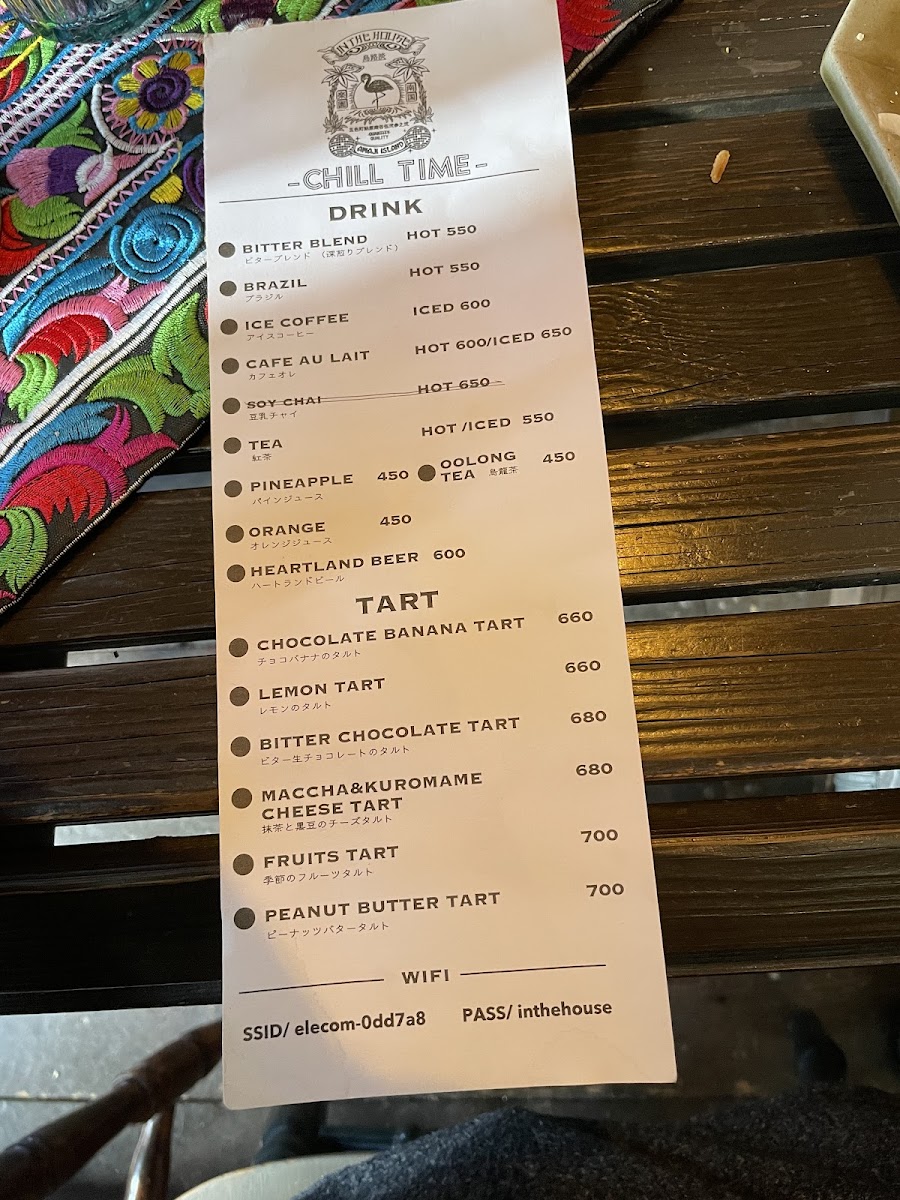 IN THE HOUSE
楽園
南国
QUALITY
AWAJI ISLAND
-CHILL TIME-
DRINK
BITTER BLEND HOT 550
ビターブレンド (深煎りブレンド)
BRAZIL HOT 550
ブラジル
ICE COFFEE ICED 600
アイスコーヒー
CAFE AU LAIT HOT 600/ICED 650
カフェオレ
SOY CHAI HOT 650
豆乳チャイ
TEA HOT/ICED 550
紅茶
PINEAPPLE 450
パインジュース
OOLONG
TEA 烏龍茶 450
ORANGE 450
オレンジジュース
HEARTLAND BEER 600
ハートランドビール
TART
CHOCOLATE BANANA TART 660
チョコバナナのタルト
LEMON TART 660
レモンのタルト
BITTER CHOCOLATE TART 680
ビター生チョコレートのタルト
MACCHA&KUROMAME
CHEESE TART 680
抹茶と黒豆のチーズタルト
FRUITS TART 700
季節のフルーツタルト
PEANUT BUTTER TART 700
ピーナッツバタータルト
WIFI
SSID/ elecom-0dd7a8 PASS/ inthehouse